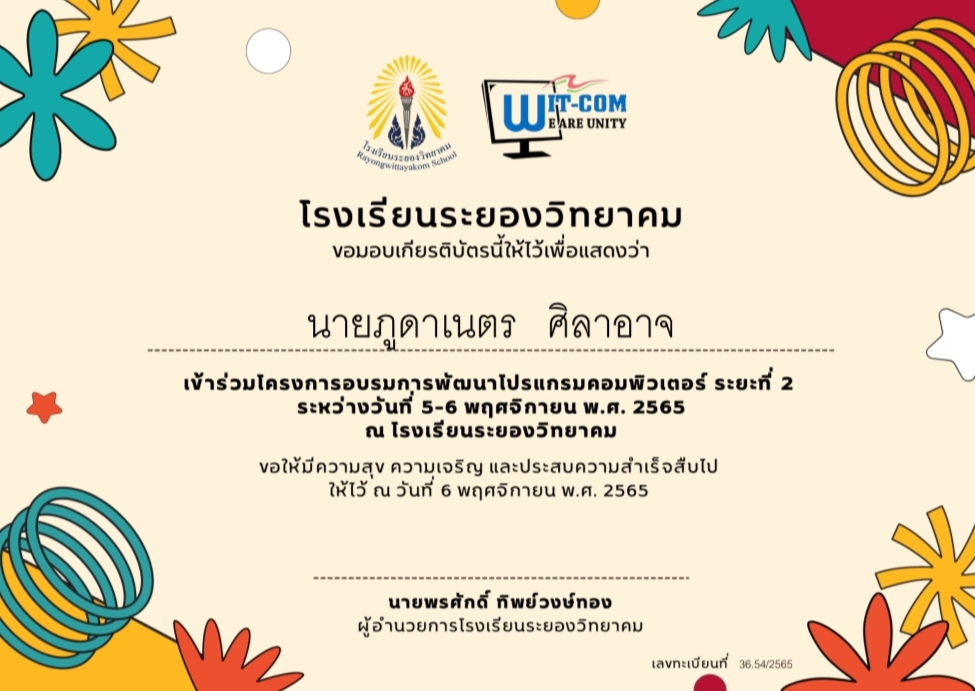 โรงเรียนระยองวิทยาคม
Rayongwittayakom School
WIT-COM
WE ARE UNITY
โรงเรียนระยองวิทยาคม
ขอมอบเกียรติบัตรนี้ให้ไว้เพื่อแสดงว่า
นายภูดาเนตร ศิลาอาจ
เข้าร่วมโครงการอบรมการพัฒนาโปรแกรมคอมพิวเตอร์ ระยะที่ 2
ระหว่างวันที่ 5-6 พฤศจิกายน พ.ศ. 2565
ณ โรงเรียนระยองวิทยาคม
ขอให้มีความสุข ความเจริญ และประสบความสำเร็จสืบไป
ให้ไว้ ณ วันที่ 6 พฤศจิกายน พ.ศ. 2565
นายพรศักดิ์ ทิพย์วงษ์ทอง
ผู้อำนวยการโรงเรียนระยองวิทยาคม
เลขทะเบียนที่ 36.54/2565